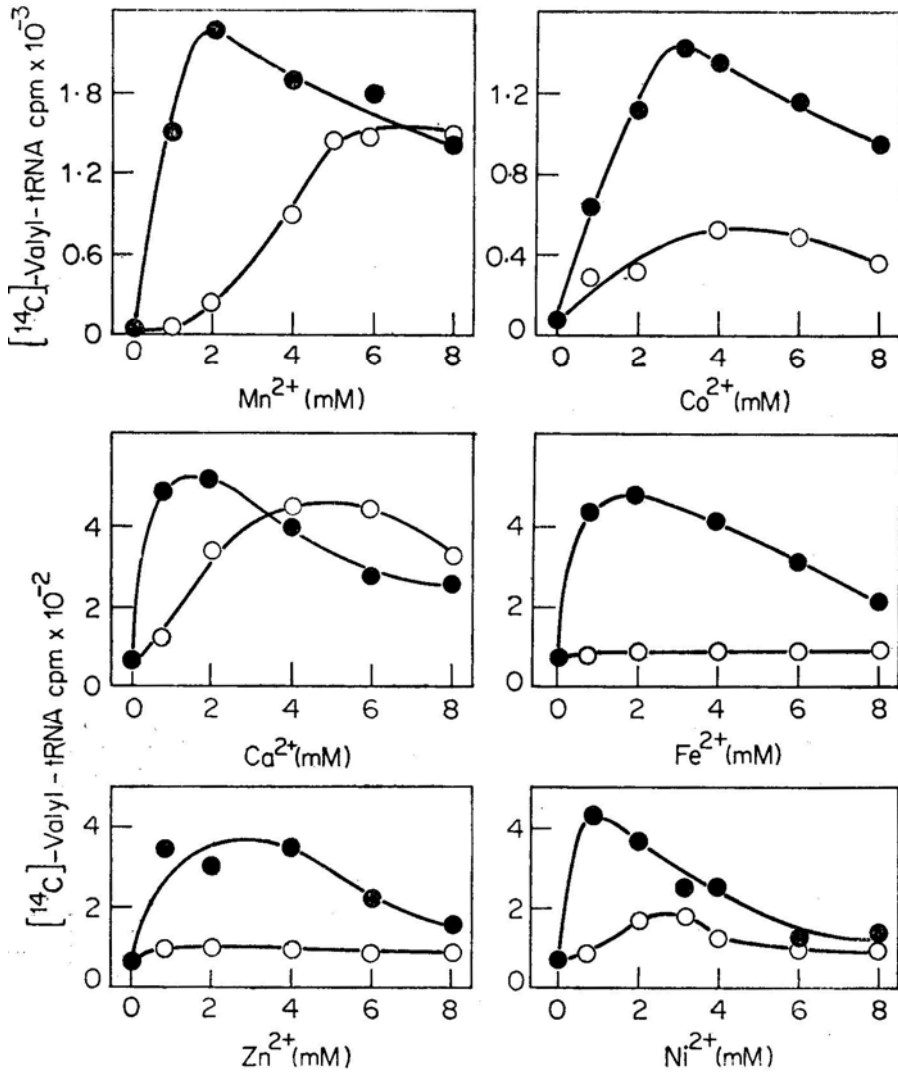 [¹⁴C]-Valyl-tRNA cpm x 10⁻³
1·8
1·2
0·6
0
0 2 4 6 8
Mn²⁺(mM)
1·2
0·8
0·4
0
0 2 4 6 8
Co²⁺(mM)
[¹⁴C]-Valyl-tRNA cpm x 10⁻²
4
2
0
0 2 4 6 8
Ca²⁺(mM)
4
2
0
0 2 4 6 8
Fe²⁺(mM)
4
2
0
0 2 4 6 8
Zn²⁺(mM)
4
2
0
0 2 4 6 8
Ni²⁺(mM)